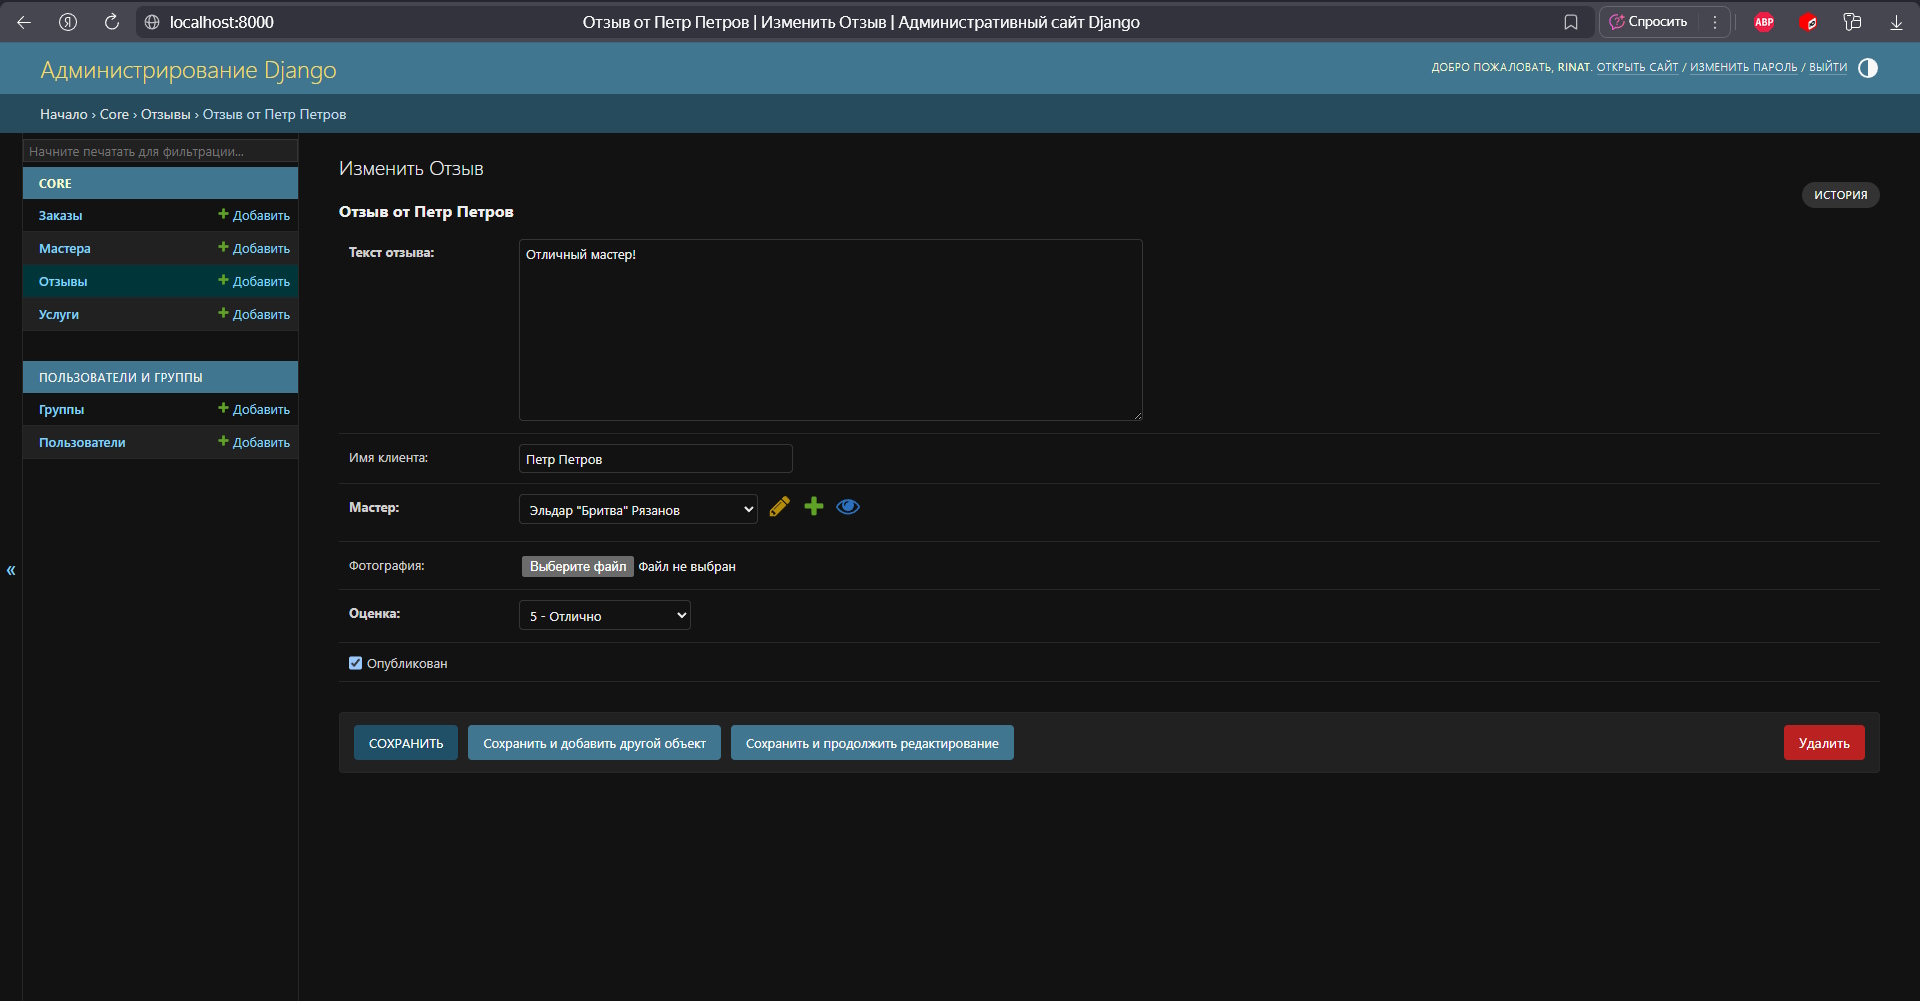 localhost:8000
Отзыв от Петр Петров | Изменить Отзыв | Административный сайт Django
Спросить
ABP
Администрирование Django
ДОБРО ПОЖАЛОВАТЬ, RINAT. ОТКРЫТЬ САЙТ / ИЗМЕНИТЬ ПАРОЛЬ / ВЫЙТИ
Начало › Core › Отзывы › Отзыв от Петр Петров
Начните печатать для фильтрации...
CORE
Заказы + Добавить
Мастера + Добавить
Отзывы + Добавить
Услуги + Добавить
ПОЛЬЗОВАТЕЛИ И ГРУППЫ
Группы + Добавить
Пользователи + Добавить
«
Изменить Отзыв
ИСТОРИЯ
Отзыв от Петр Петров
Текст отзыва: Отличный мастер!
Имя клиента: Петр Петров
Мастер: Эльдар "Бритва" Рязанов
Фотография: Выберите файл Файл не выбран
Оценка: 5 - Отлично
Опубликован
СОХРАНИТЬ Сохранить и добавить другой объект Сохранить и продолжить редактирование Удалить